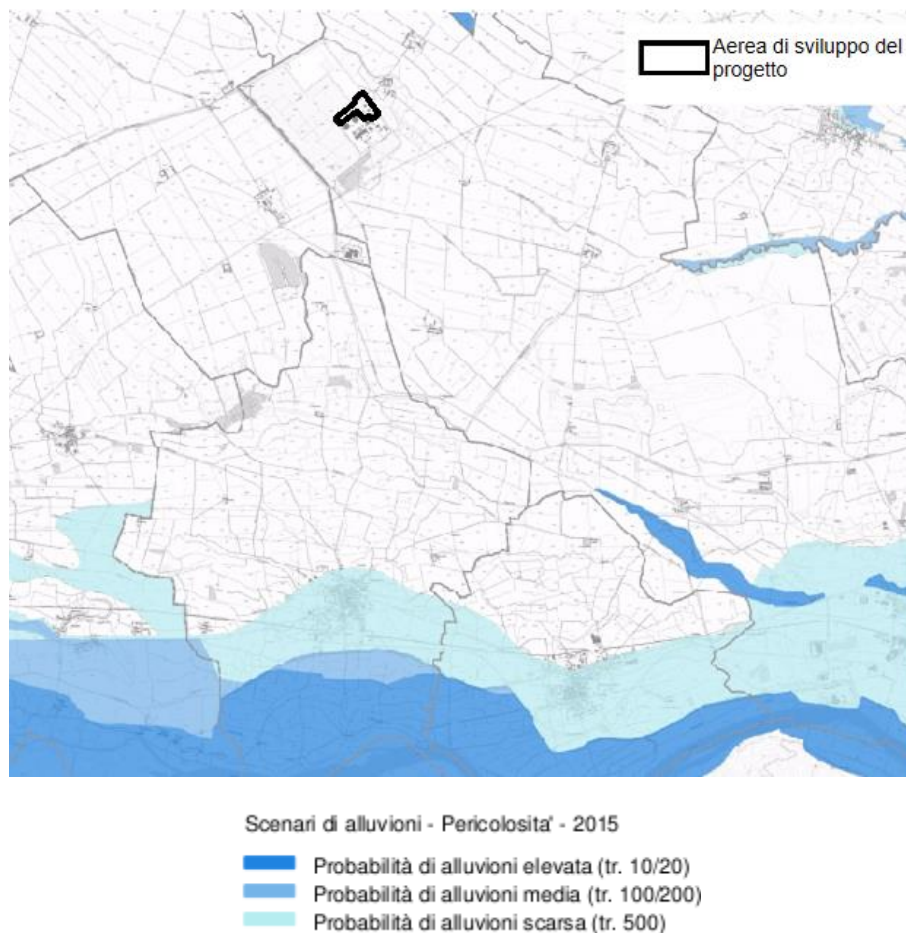 Aerea di sviluppo del
progetto
Scenari di alluvioni - Pericolosita' - 2015
Probabilità di alluvioni elevata (tr. 10/20)
Probabilità di alluvioni media (tr. 100/200)
Probabilità di alluvioni scarsa (tr. 500)